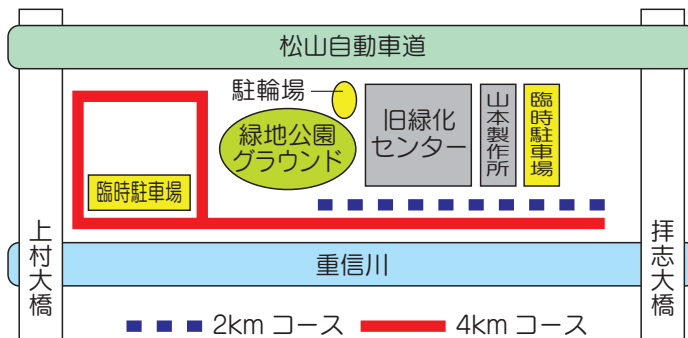 松山自動車道
駐輪場
緑地公園
グラウンド
旧緑化
センター
山本製作所
臨時駐車場
臨時駐車場
上村大橋
拝志大橋
重信川
2km コース
4km コース